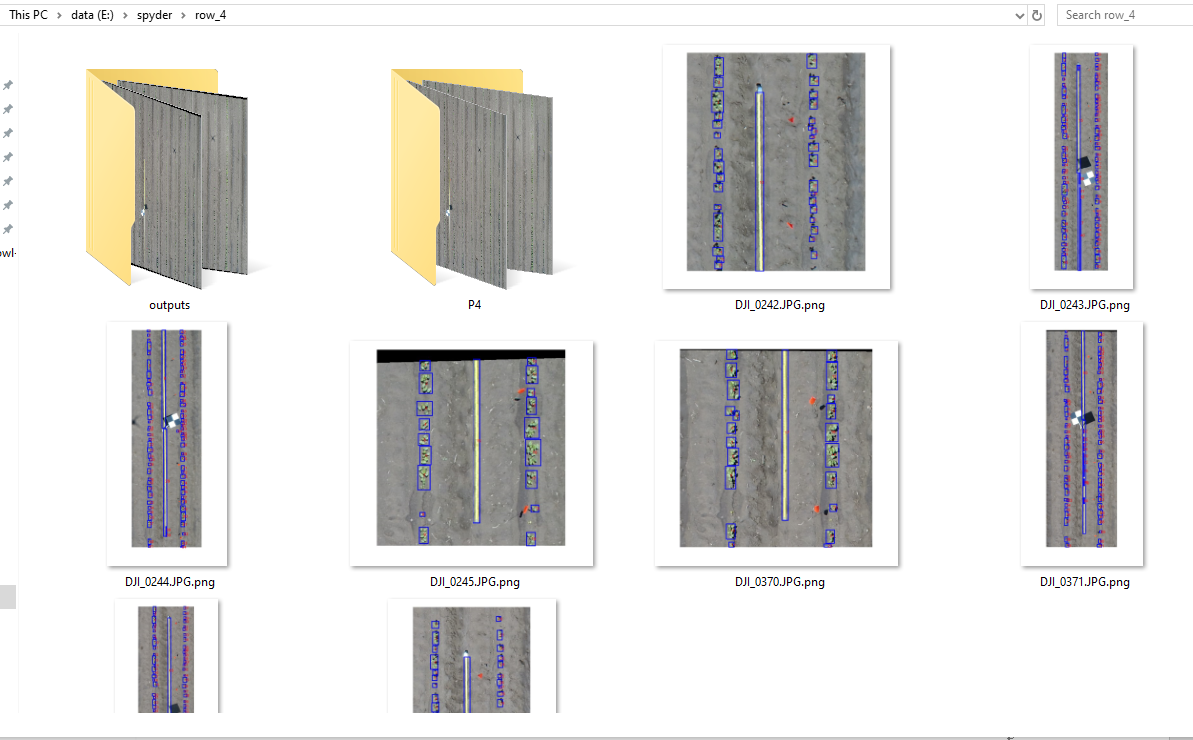 This PC > data (E:) > spyder > row_4
Search row_4
owl-
outputs
P4
DJI_0242.JPG.png
DJI_0243.JPG.png
DJI_0244.JPG.png
DJI_0245.JPG.png
DJI_0370.JPG.png
DJI_0371.JPG.png